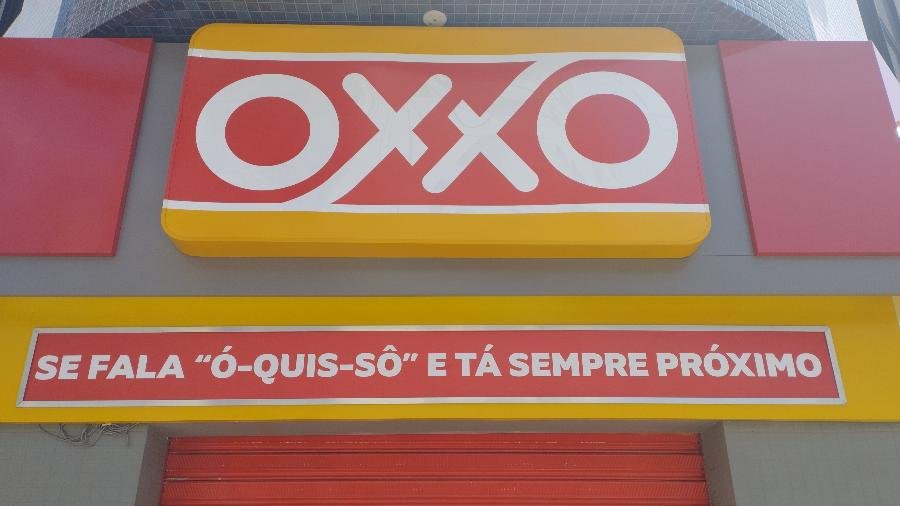 OXXO
SE FALA “Ó-QUIS-SÔ” E TÁ SEMPRE PRÓXIMO